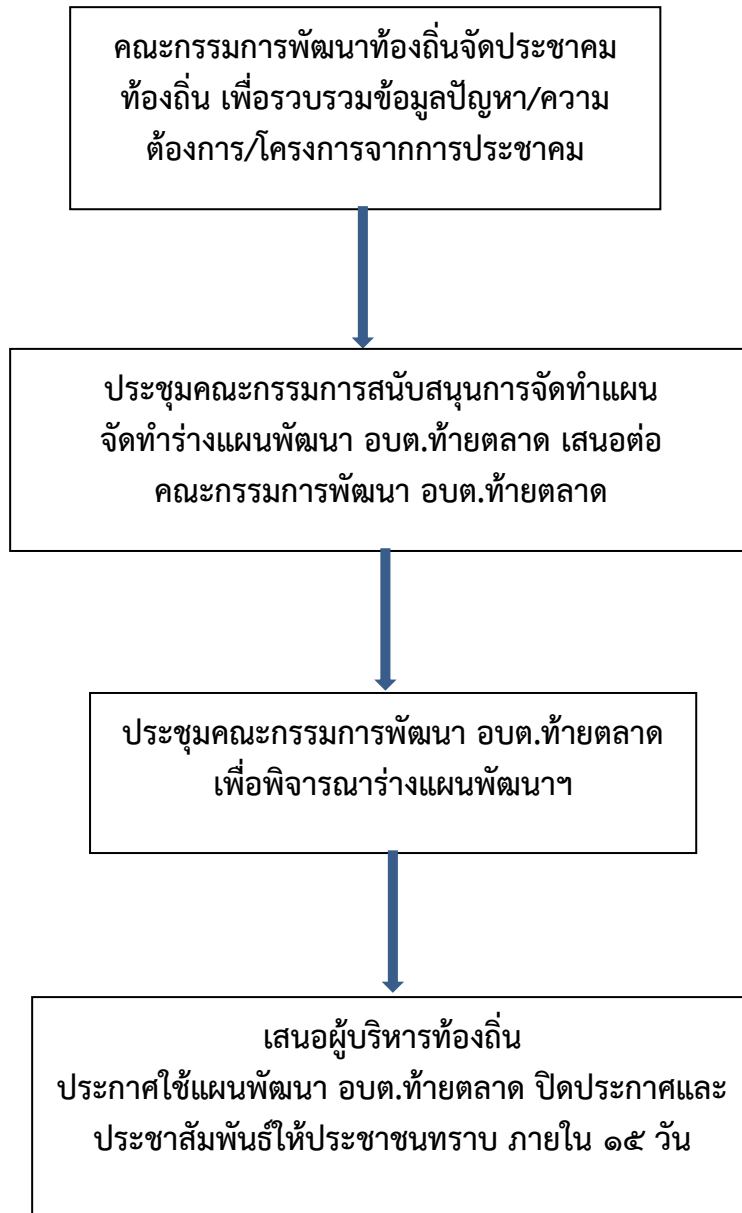 คณะกรรมการพัฒนาท้องถิ่นจัดประชาคม
ท้องถิ่น เพื่อรวบรวมข้อมูลปัญหา/ความ
ต้องการ/โครงการจากการประชาคม
ประชุมคณะกรรมการสนับสนุนการจัดทำแผน
จัดทำร่างแผนพัฒนา อบต.ท้ายตลาด เสนอต่อ
คณะกรรมการพัฒนา อบต.ท้ายตลาด
ประชุมคณะกรรมการพัฒนา อบต.ท้ายตลาด
เพื่อพิจารณาร่างแผนพัฒนาฯ
เสนอผู้บริหารท้องถิ่น
ประกาศใช้แผนพัฒนา อบต.ท้ายตลาด ปิดประกาศและ
ประชาสัมพันธ์ให้ประชาชนทราบ ภายใน ๑๕ วัน